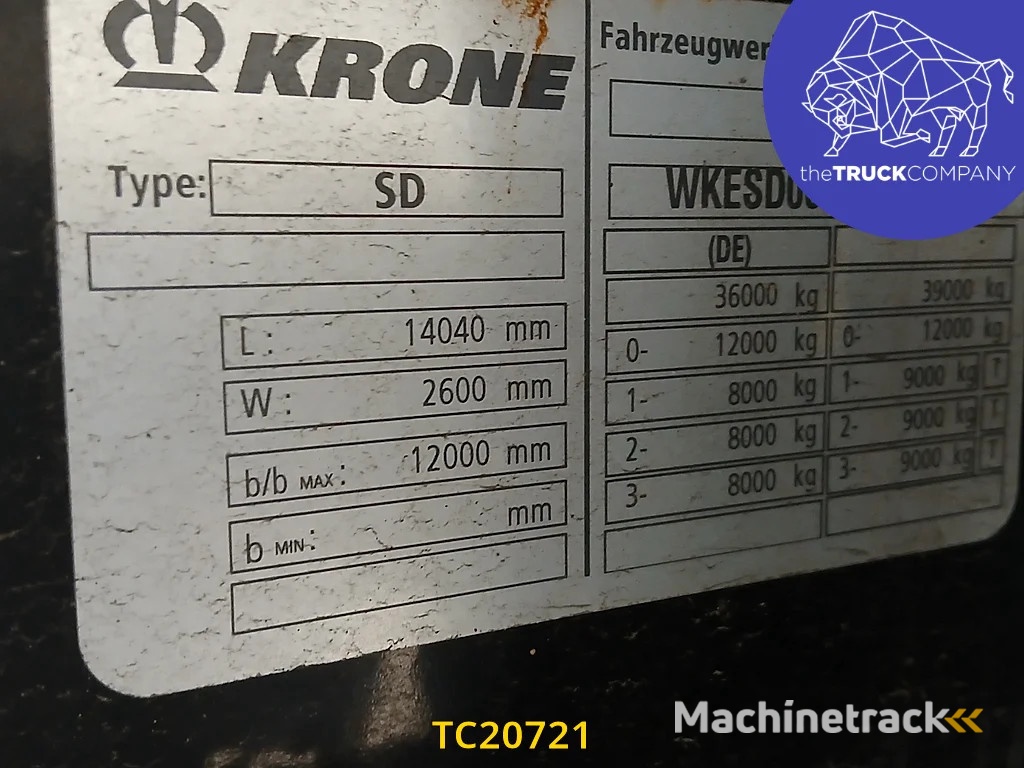 KRONE
Type: SD
L: 14040 mm
W: 2600 mm
b/b MAX: 12000 mm
b MIN: mm
(DE)
36000 kg 39000 kg
0- 12000 kg 0- 12000 kg
1- 8000 kg 1- 9000 kg T
2- 8000 kg 2- 9000 kg
3- 8000 kg 3- 9000 kg T
theTRUCKCOMPANY
Machinetrack
TC20721